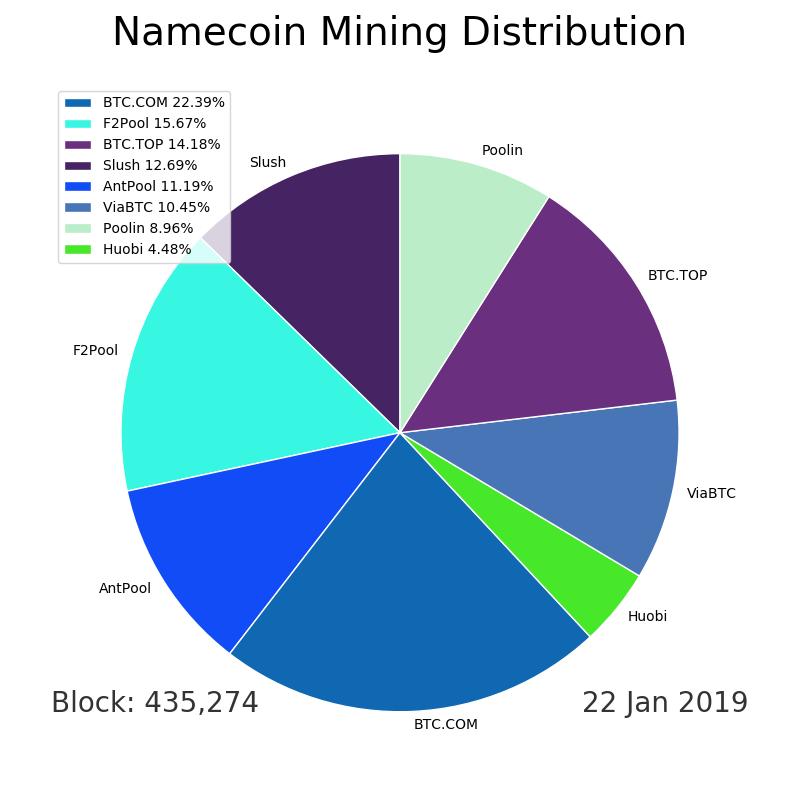 Namecoin Mining Distribution
BTC.COM 22.39%
F2Pool 15.67%
BTC.TOP 14.18%
Slush 12.69%
AntPool 11.19%
ViaBTC 10.45%
Poolin 8.96%
Huobi 4.48%
Poolin
Slush
BTC.TOP
F2Pool
ViaBTC
AntPool
Huobi
BTC.COM
Block: 435,274
22 Jan 2019